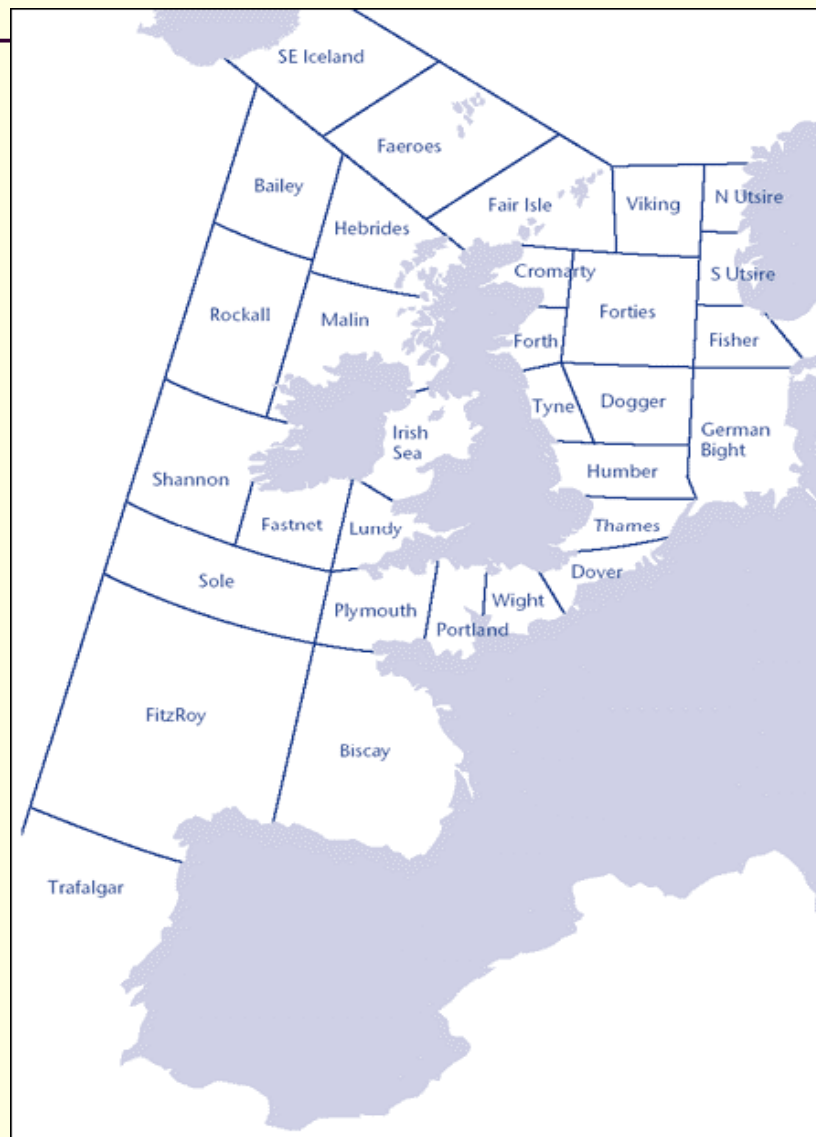 SE Iceland
Faeroes
Bailey
Fair Isle
Viking
N Utsire
Hebrides
Cromarty
S Utsire
Rockall
Malin
Forties
Forth
Fisher
Tyne
Dogger
Irish
Sea
German
Bight
Shannon
Humber
Fastnet
Lundy
Thames
Sole
Dover
Plymouth
Wight
Portland
FitzRoy
Biscay
Trafalgar